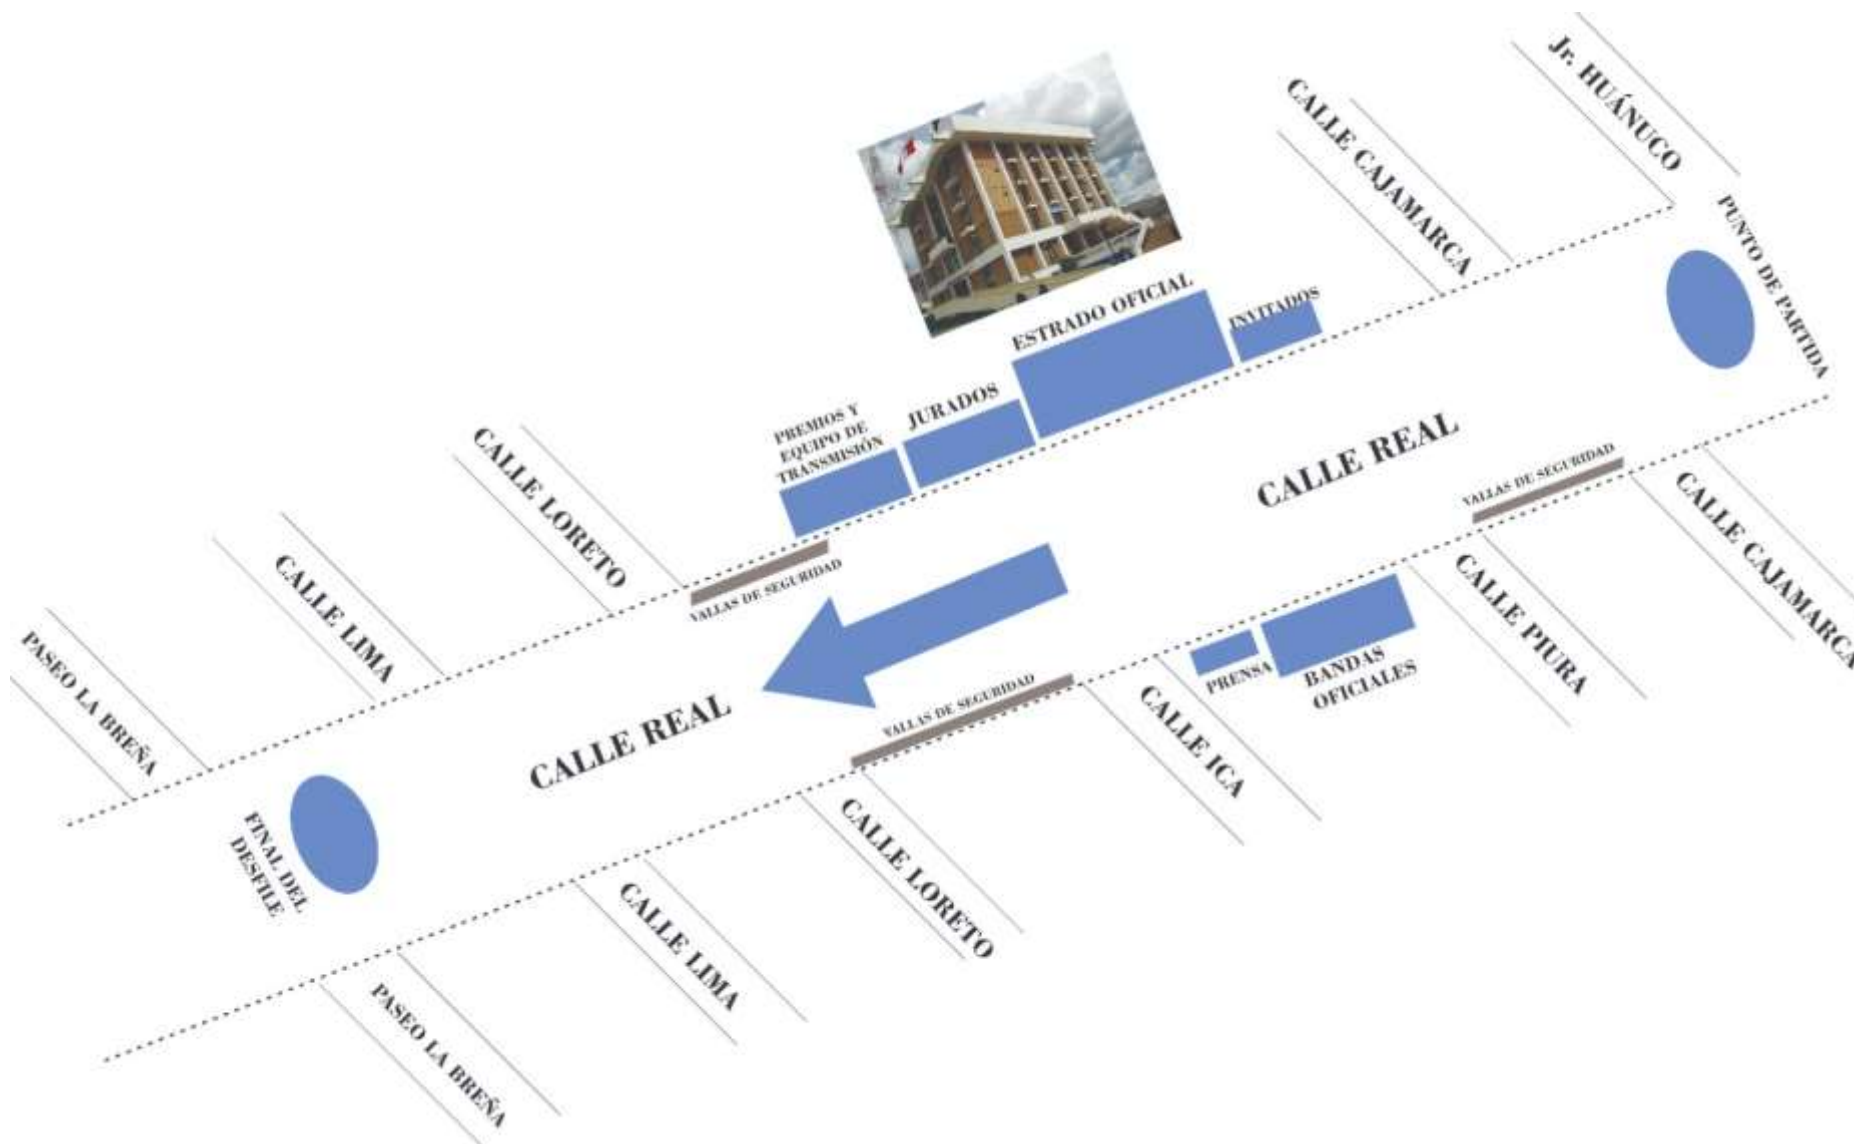 Jr. HUÁNUCO
CALLE CAJAMARCA
PUNTO DE PARTIDA
ESTRADO OFICIAL
INVITADOS
JURADOS
PREMIOS Y
EQUIPO DE
TRANSMISIÓN
CALLE LORETO
CALLE LIMA
PASEO LA BREÑA
VALLAS DE SEGURIDAD
CALLE REAL
VALLAS DE SEGURIDAD
CALLE CAJAMARCA
CALLE PIURA
BANDAS
OFICIALES
PRENSA
VALLAS DE SEGURIDAD
CALLE REAL
CALLE ICA
CALLE LORETO
CALLE LIMA
FINAL DEL
DESFILE
PASEO LA BREÑA